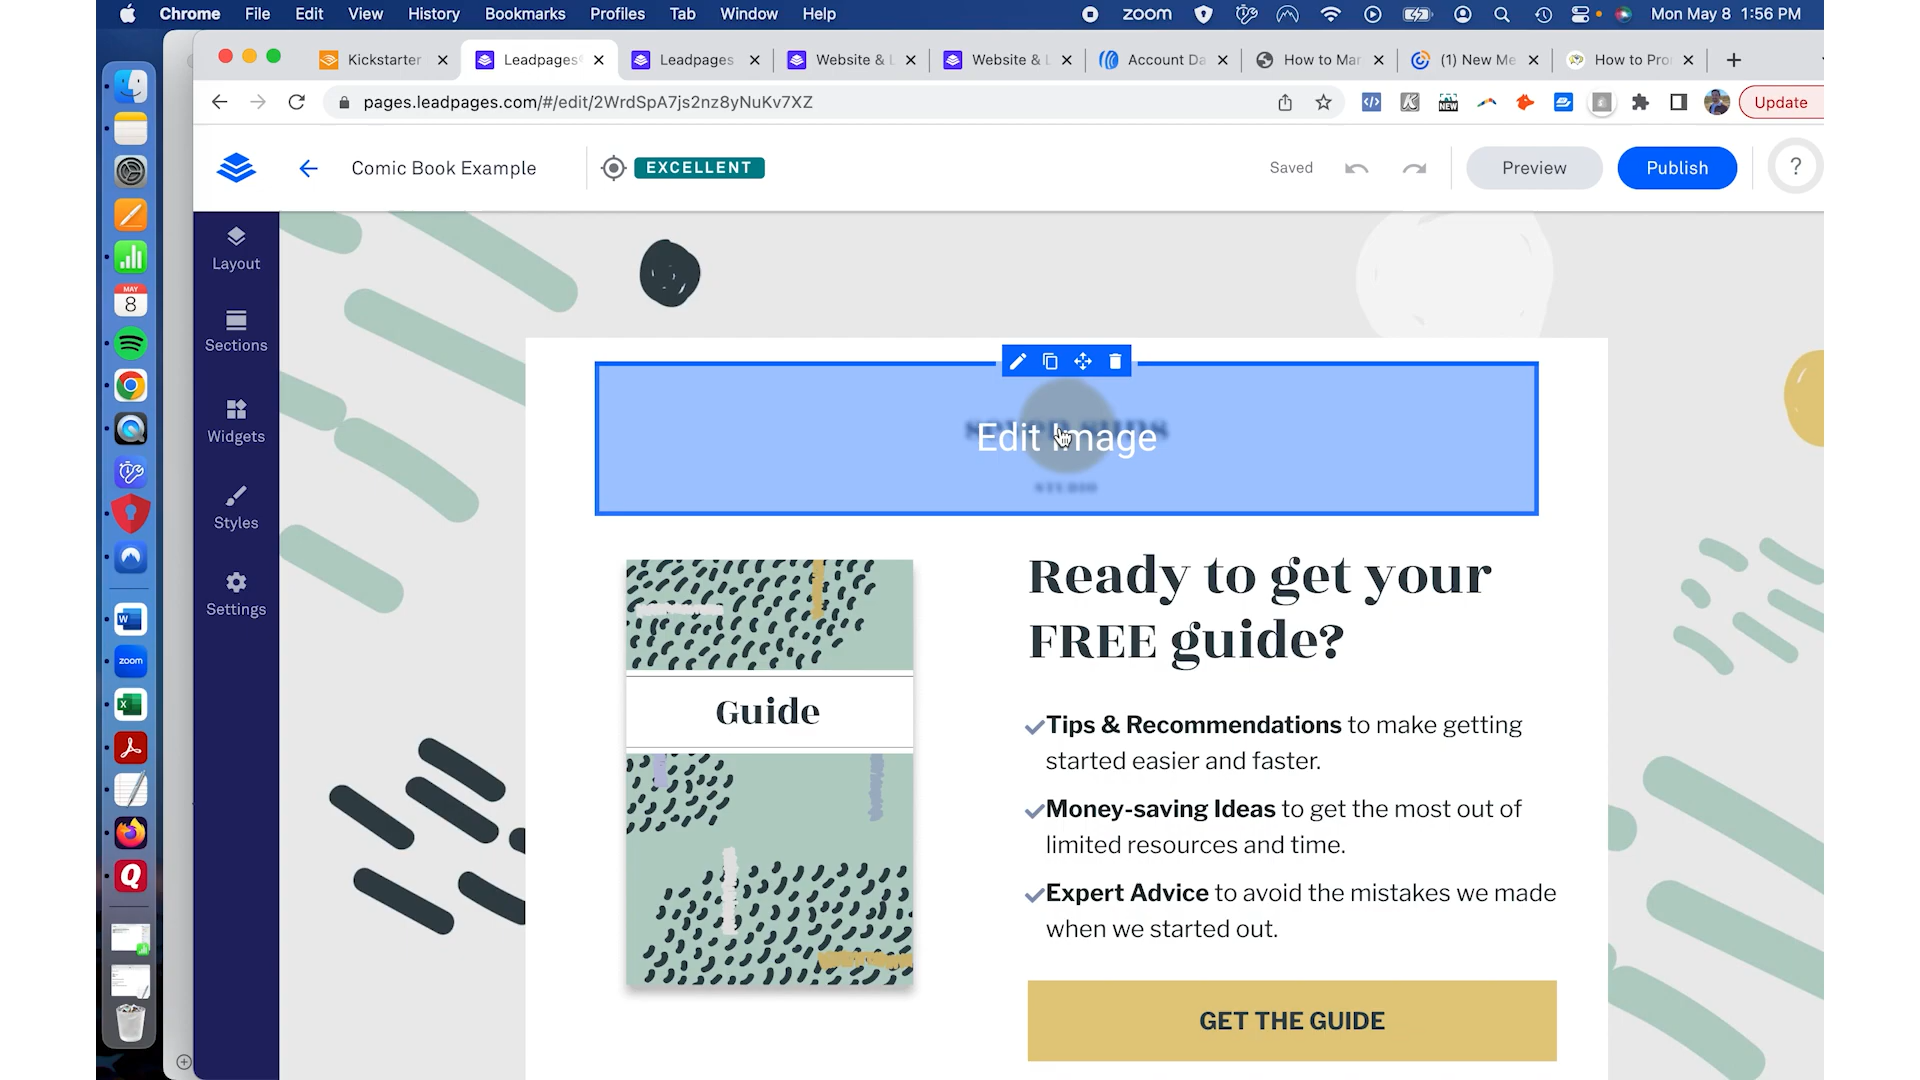 Chrome File Edit View History Bookmarks Profiles Tab Window Help zoom Mon May 8 1:56 PM
Kickstarter Leadpages Leadpages Website & L Website & L Account Da How to Mar (1) New Me How to Pro
pages.leadpages.com/#/edit/2WrdSpA7js2nz8yNuKv7XZ NEW Update
Comic Book Example EXCELLENT Saved Preview Publish ?
Layout
Sections
Widgets
Styles
Settings
MAY
8
W
zoom
X
Q
Edit Image
STUDIO
Guide
Ready to get your
FREE guide?
Tips & Recommendations to make getting
started easier and faster.
Money-saving Ideas to get the most out of
limited resources and time.
Expert Advice to avoid the mistakes we made
when we started out.
GET THE GUIDE